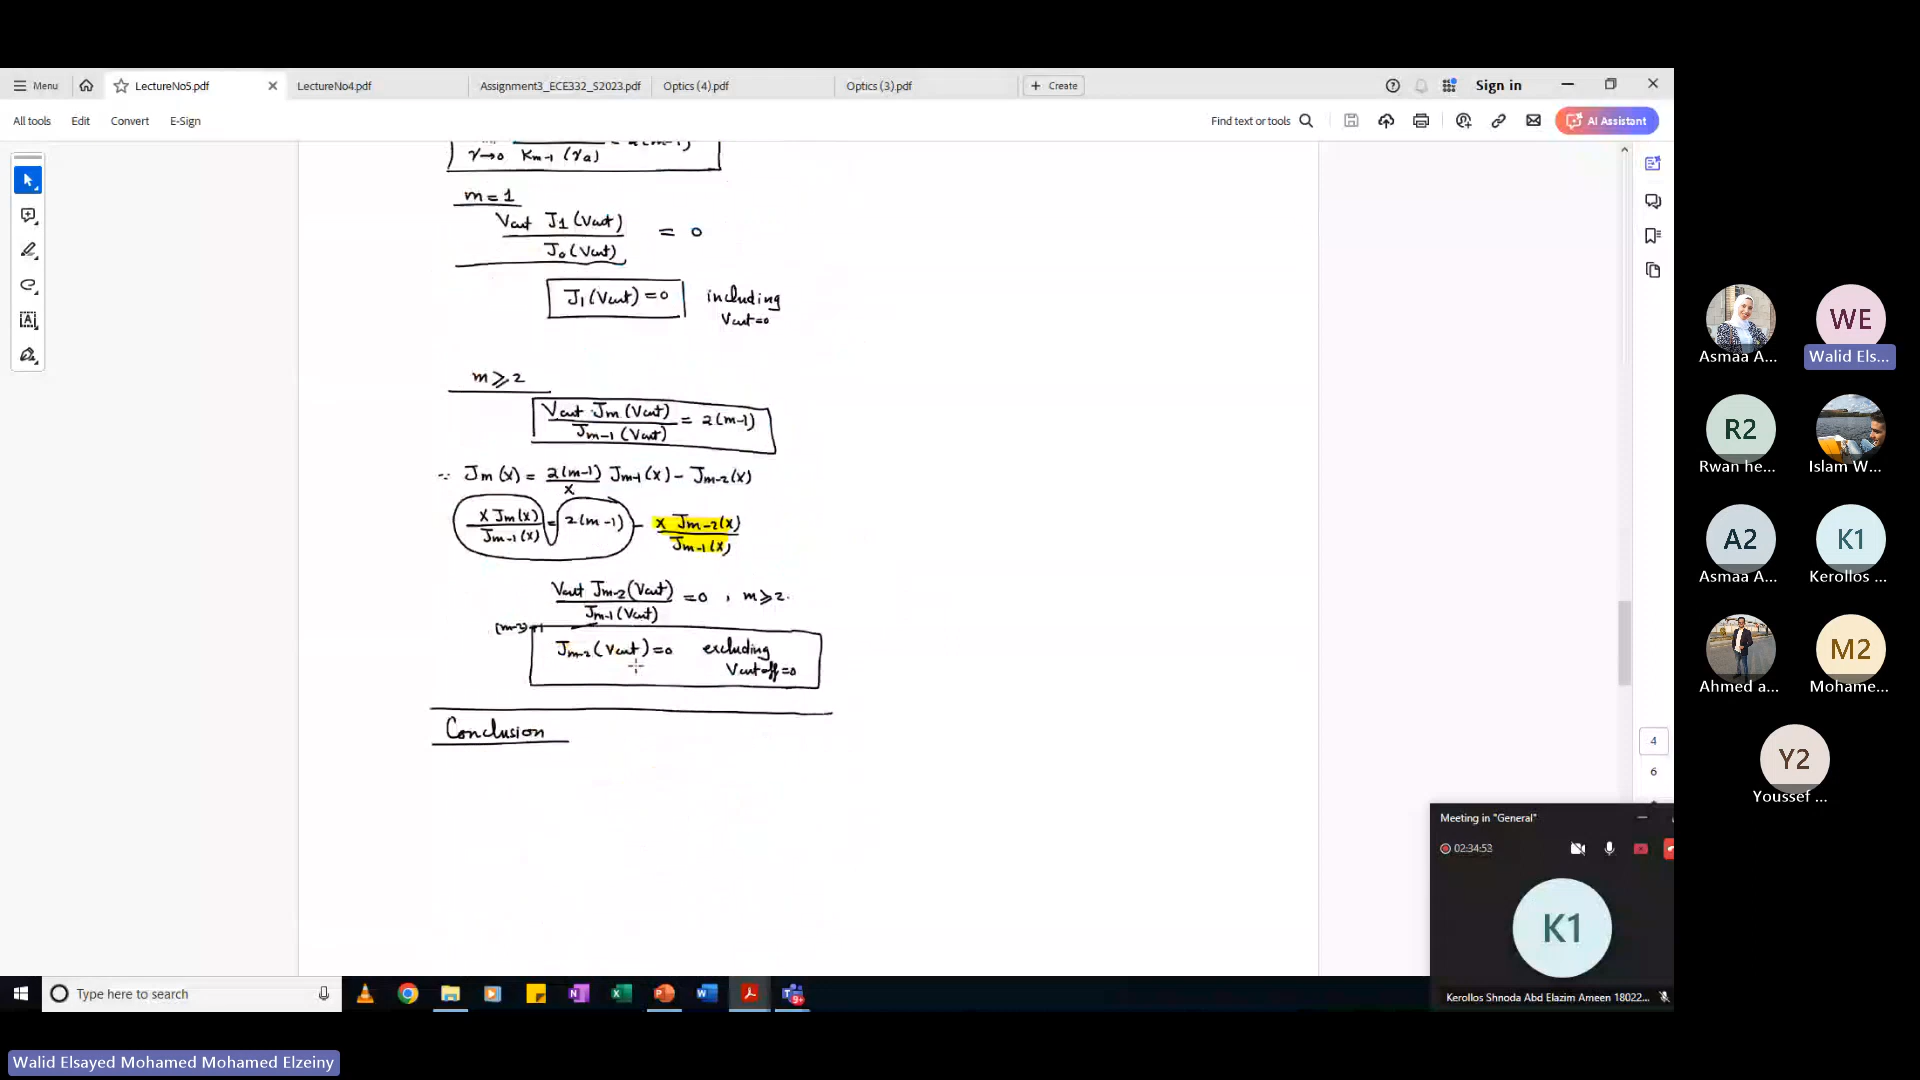 Menu
LectureNo5.pdf
LectureNo4.pdf
Assignment3_ECE332_S2023.pdf
Optics (4).pdf
Optics (3).pdf
Create
Sign in
All tools
Edit
Convert
E-Sign
Find text or tools
AI Assistant
γ→0 Km-1 (γa)
m = 1
Vcut J1 (Vcut)
= 0
J0 (Vcut)
J1 (Vcut) = 0 including
Vcut=0
m ⩾ 2
Vcut Jm (Vcut)
= 2(m-1)
Jm-1 (Vcut)
∵ Jm (x) = 2(m-1) Jm-1 (x) - Jm-2 (x)
x
x Jm (x) = 2(m-1) - x Jm-2 (x)
Jm-1 (x) Jm-1 (x)
Vcut Jm-2 (Vcut) = 0 , m ⩾ 2
Jm-1 (Vcut)
Jm-2 (Vcut) = 0 excluding
Vcutoff=0
Conclusion
4
6
Asmaa A...
WE
Walid Els...
R2
Rwan he...
Islam W...
A2
Asmaa A...
K1
Kerollos ...
Ahmed a...
M2
Mohame...
Y2
Youssef ...
Meeting in "General"
02:34:53
K1
Kerollos Shnoda Abd Elazim Ameen 18022...
Type here to search
Walid Elsayed Mohamed Mohamed Elzeiny